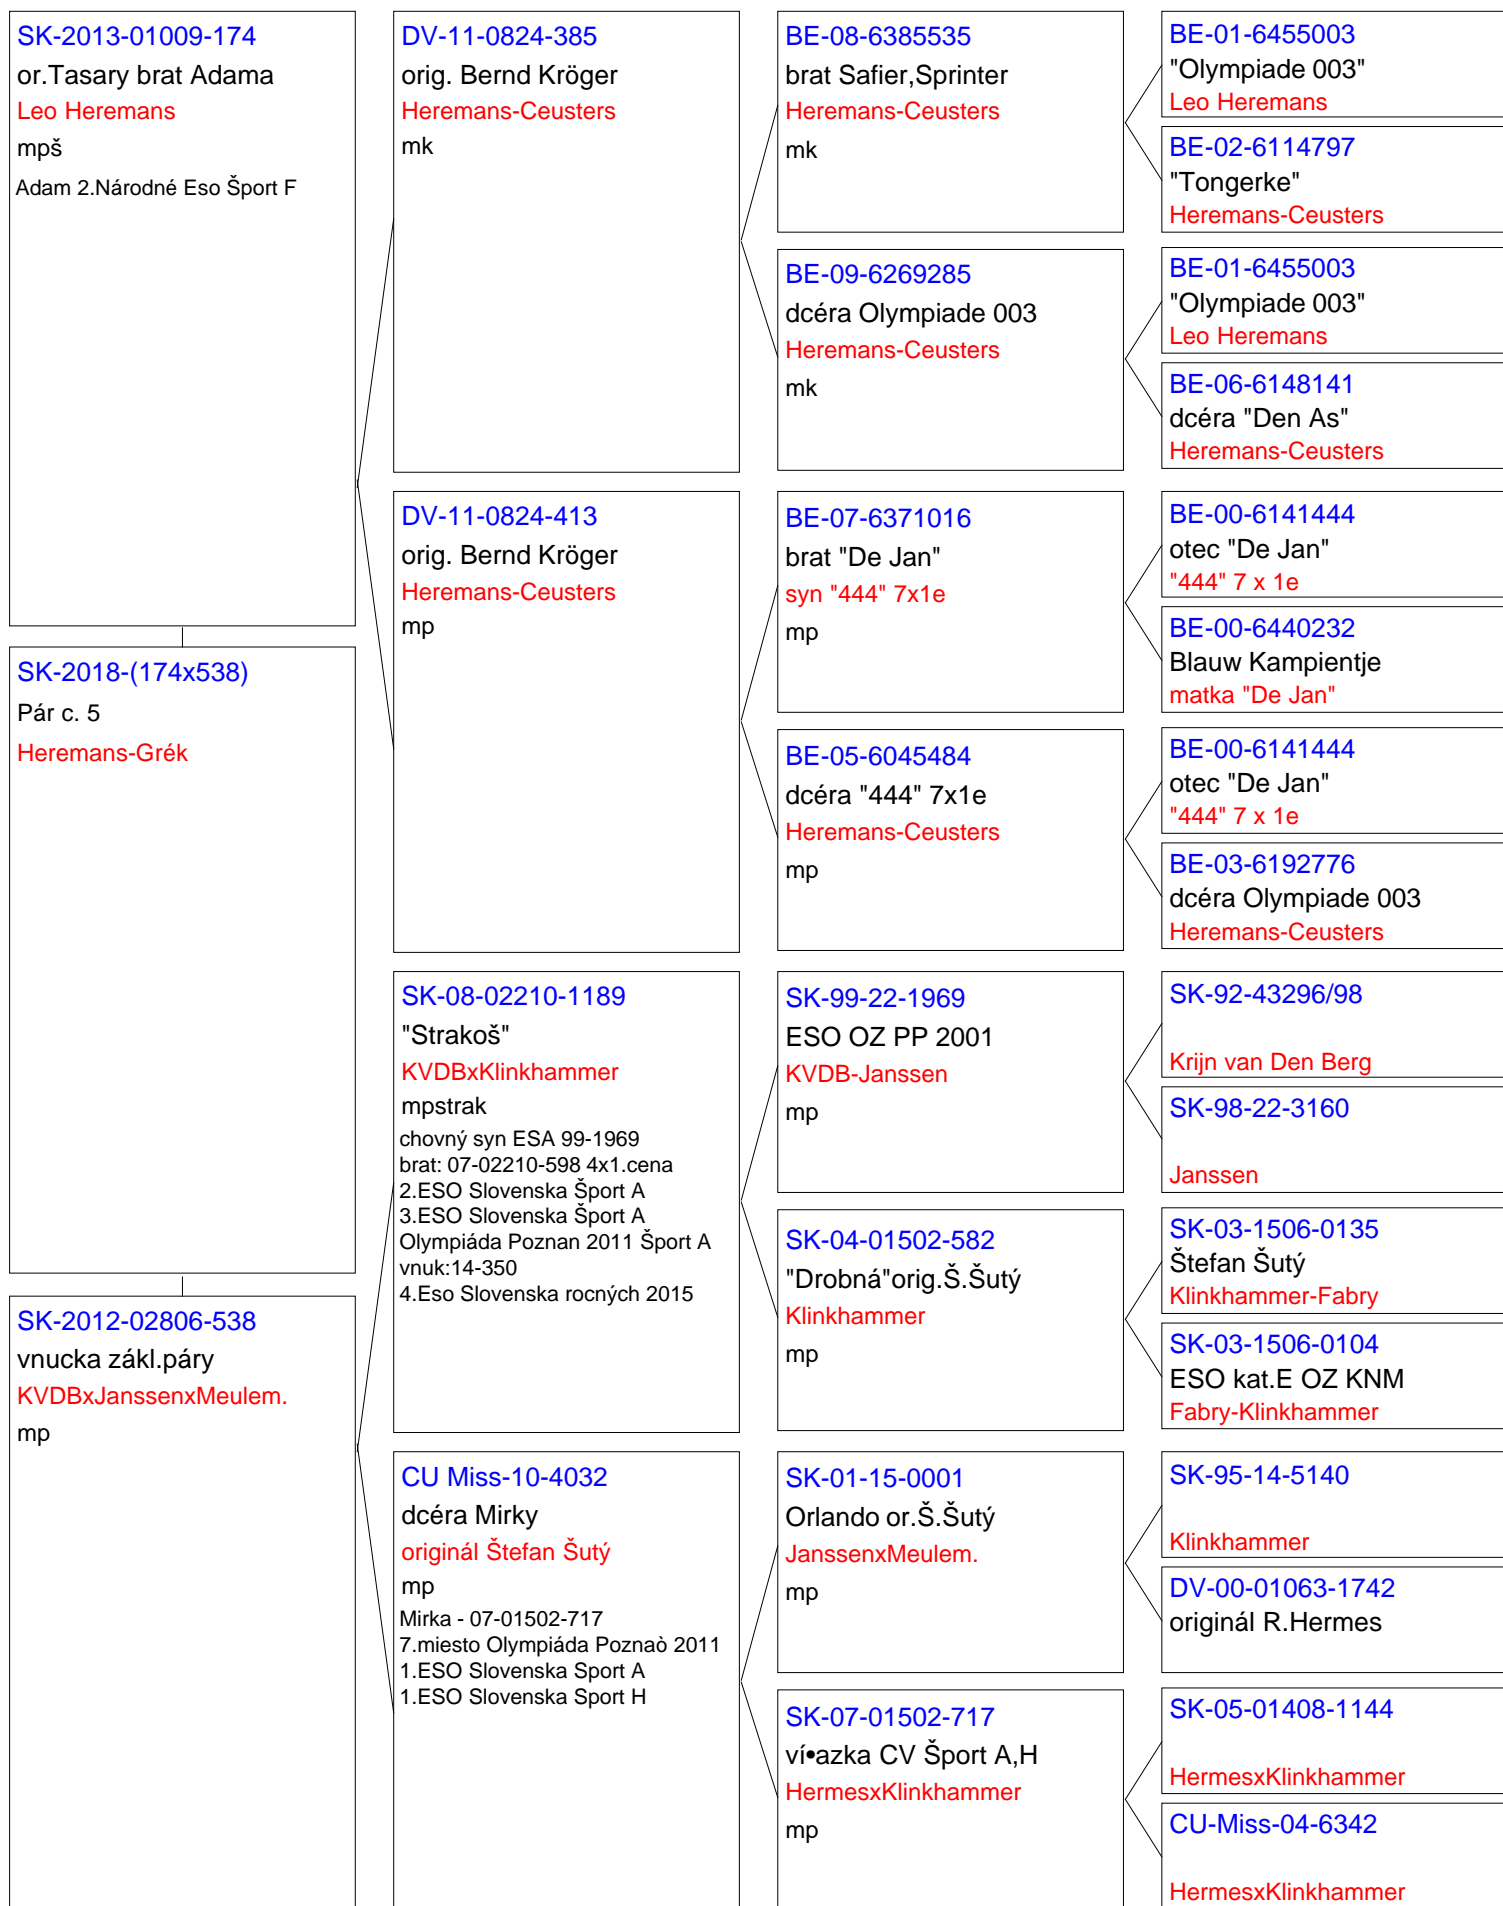 SK-2013-01009-174
or.Tasary brat Adama
Leo Heremans
mpš
Adam 2.Národné Eso Šport F
SK-2018-(174x538)
Pár c. 5
Heremans-Grék
SK-2012-02806-538
vnucka zákl.páry
KVDBxJanssenxMeulem.
mp
DV-11-0824-385
orig. Bernd Kröger
Heremans-Ceusters
mk
DV-11-0824-413
orig. Bernd Kröger
Heremans-Ceusters
mp
SK-08-02210-1189
"Strakoš"
KVDBxKlinkhammer
mpstrak
chovný syn ESA 99-1969
brat: 07-02210-598 4x1.cena
2.ESO Slovenska Šport A
3.ESO Slovenska Šport A
Olympiáda Poznan 2011 Šport A
vnuk:14-350
4.Eso Slovenska rocných 2015
CU Miss-10-4032
dcéra Mirky
originál Štefan Šutý
mp
Mirka - 07-01502-717
7.miesto Olympiáda Poznaò 2011
1.ESO Slovenska Sport A
1.ESO Slovenska Sport H
BE-08-6385535
brat Safier,Sprinter
Heremans-Ceusters
mk
BE-09-6269285
dcéra Olympiade 003
Heremans-Ceusters
mk
BE-07-6371016
brat "De Jan"
syn "444" 7x1e
mp
BE-05-6045484
dcéra "444" 7x1e
Heremans-Ceusters
mp
SK-99-22-1969
ESO OZ PP 2001
KVDB-Janssen
mp
SK-04-01502-582
"Drobná"orig.Š.Šutý
Klinkhammer
mp
SK-01-15-0001
Orlando or.Š.Šutý
JanssenxMeulem.
mp
SK-07-01502-717
ví•azka CV Šport A,H
HermesxKlinkhammer
mp
BE-01-6455003
"Olympiade 003"
Leo Heremans
BE-02-6114797
"Tongerke"
Heremans-Ceusters
BE-01-6455003
"Olympiade 003"
Leo Heremans
BE-06-6148141
dcéra "Den As"
Heremans-Ceusters
BE-00-6141444
otec "De Jan"
"444" 7 x 1e
BE-00-6440232
Blauw Kampientje
matka "De Jan"
BE-00-6141444
otec "De Jan"
"444" 7 x 1e
BE-03-6192776
dcéra Olympiade 003
Heremans-Ceusters
SK-92-43296/98
Krijn van Den Berg
SK-98-22-3160
Janssen
SK-03-1506-0135
Štefan Šutý
Klinkhammer-Fabry
SK-03-1506-0104
ESO kat.E OZ KNM
Fabry-Klinkhammer
SK-95-14-5140
Klinkhammer
DV-00-01063-1742
originál R.Hermes
SK-05-01408-1144
HermesxKlinkhammer
CU-Miss-04-6342
HermesxKlinkhammer